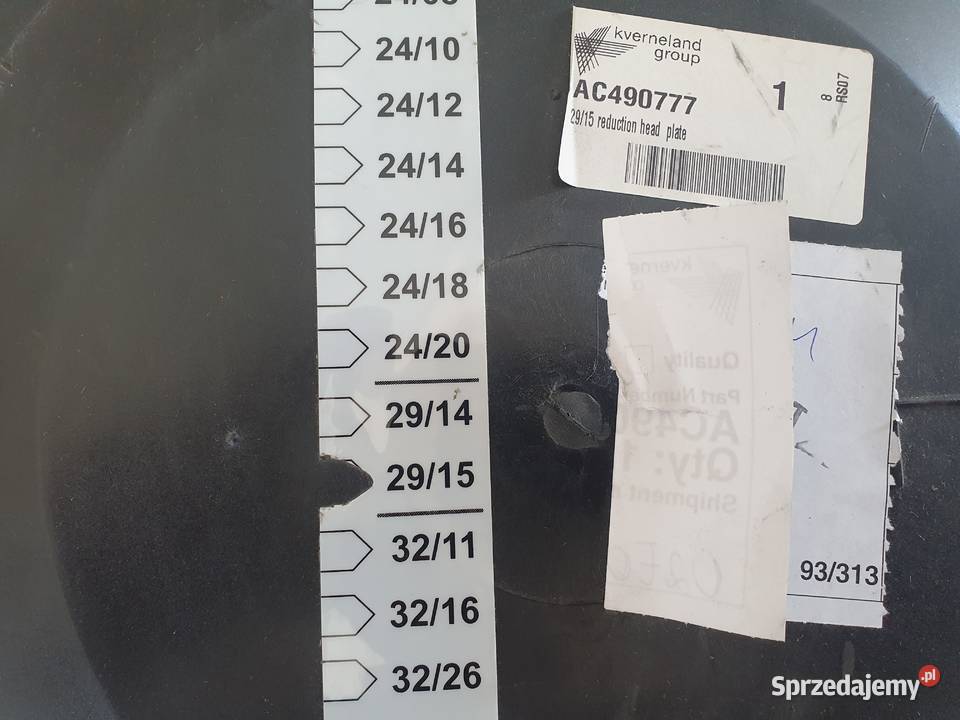 24/10
24/12
24/14
24/16
24/18
24/20
29/14
29/15
32/11
32/16
32/26
kverneland
group
AC490777
1
8
RS07
29/15 reduction head plate
Quality
Qty: 1
Shipment
93/313
Sprzedajemy.pl